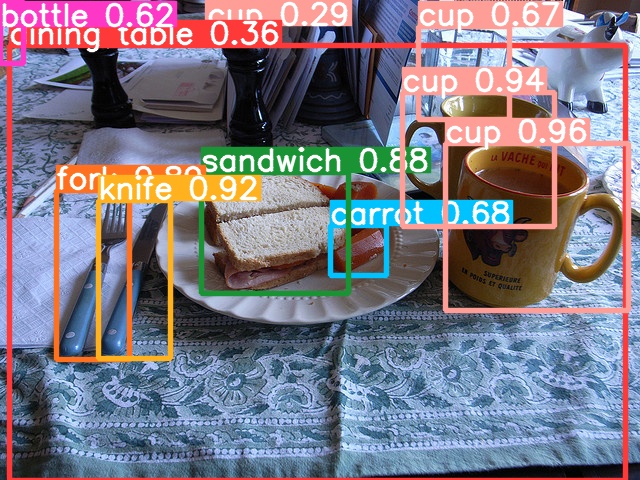 bottle 0.62
cup 0.29
cup 0.67
dining table 0.36
cup 0.94
cup 0.96
LA VACHE QUI
sandwich 0.88
fork 0.89
knife 0.92
carrot 0.68
SUPERIEURE
EN POIDS ET QUALITE